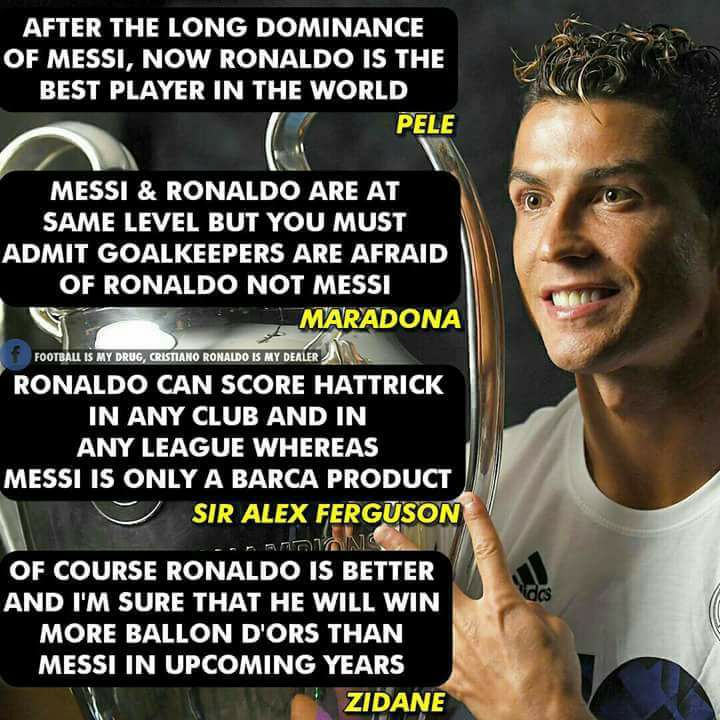 AFTER THE LONG DOMINANCE
OF MESSI, NOW RONALDO IS THE
BEST PLAYER IN THE WORLD
PELE
MESSI & RONALDO ARE AT
SAME LEVEL BUT YOU MUST
ADMIT GOALKEEPERS ARE AFRAID
OF RONALDO NOT MESSI
MARADONA
f FOOTBALL IS MY DRUG, CRISTIANO RONALDO IS MY DEALER
RONALDO CAN SCORE HATTRICK
IN ANY CLUB AND IN
ANY LEAGUE WHEREAS
MESSI IS ONLY A BARCA PRODUCT
SIR ALEX FERGUSON
OF COURSE RONALDO IS BETTER
AND I'M SURE THAT HE WILL WIN
adidas
MORE BALLON D'ORS THAN
MESSI IN UPCOMING YEARS
ZIDANE